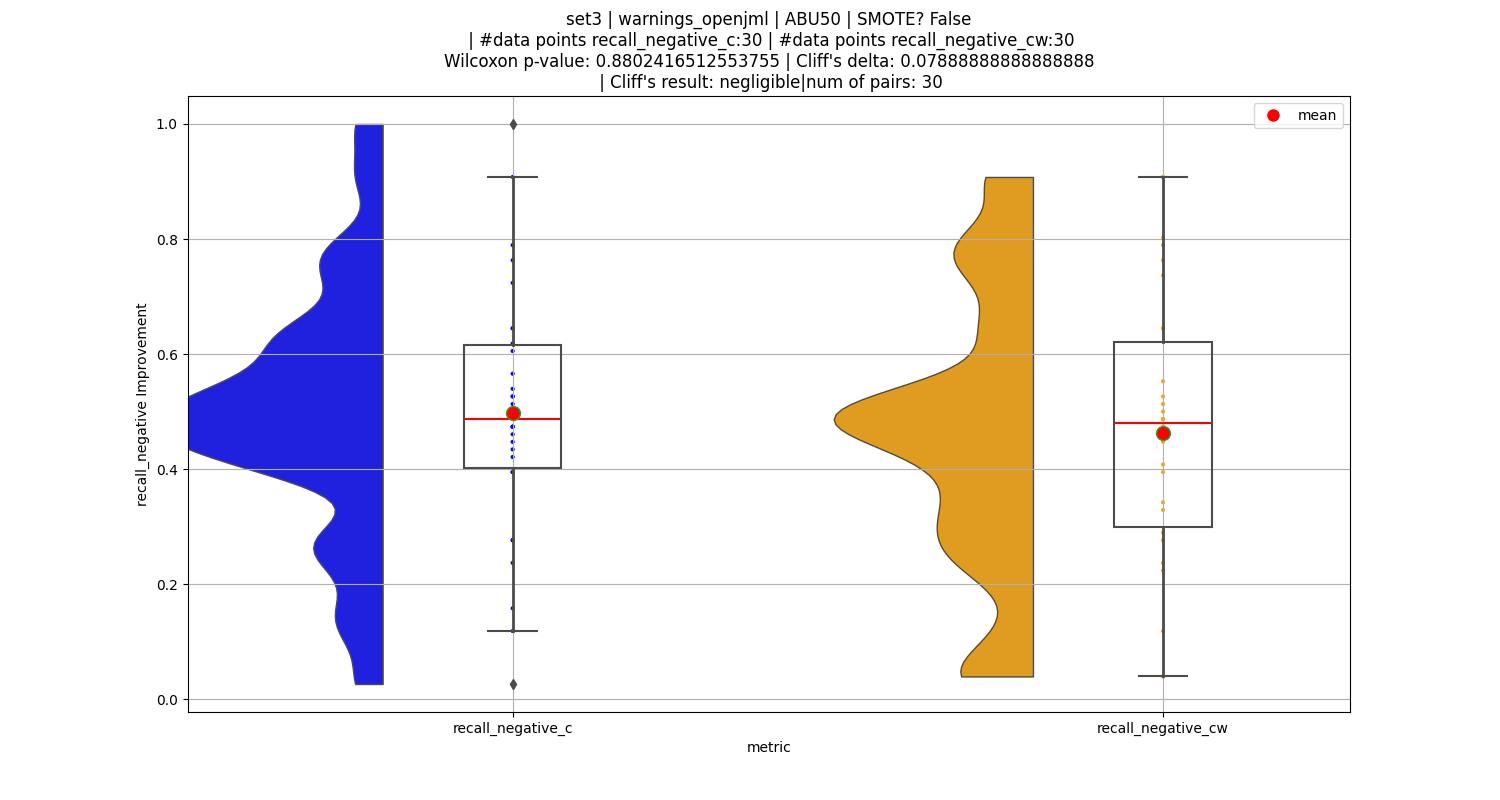 set3 | warnings_openjml | ABU50 | SMOTE? False
| #data points recall_negative_c:30 | #data points recall_negative_cw:30
Wilcoxon p-value: 0.8802416512553755 | Cliff's delta: 0.07888888888888888
| Cliff's result: negligible|num of pairs: 30
mean
1.0
0.8
0.6
0.4
0.2
0.0
recall_negative Improvement
recall_negative_c
recall_negative_cw
metric